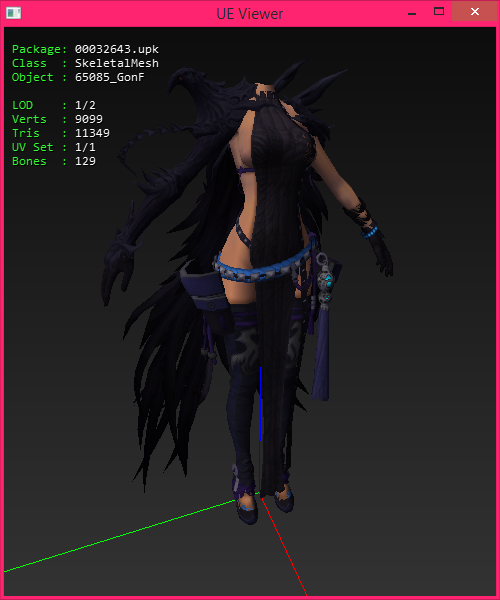 UE Viewer
Package: 00032643.upk
Class : SkeletalMesh
Object : 65085_GonF
LOD : 1/2
Verts : 9099
Tris : 11349
UV Set : 1/1
Bones : 129